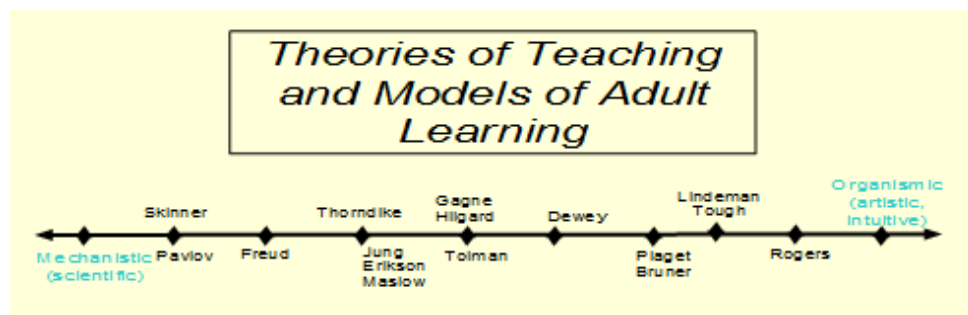 Theories of Teaching
and Models of Adult
Learning
Organismic
(artistic,
intuitive)
Lindeman
Tough
Gagne
Hilgard
Skinner
Thorndike
Dewey
Mechanistic
(scientific)
Pavlov
Freud
Jung
Erikson
Maslow
Tolman
Piaget
Bruner
Rogers